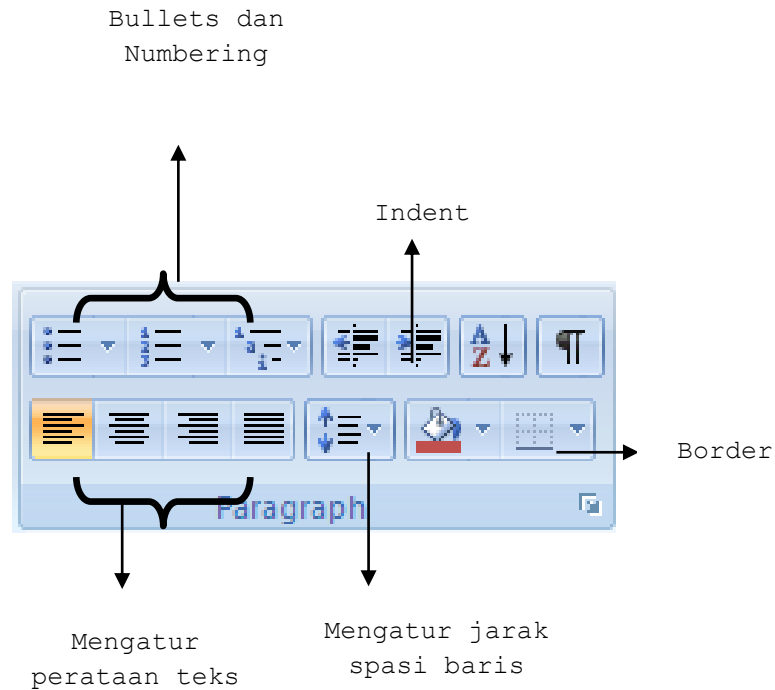 Bullets dan
Numbering
Indent
A
Z
¶
Border
Paragraph
Mengatur
perataan teks
Mengatur jarak
spasi baris